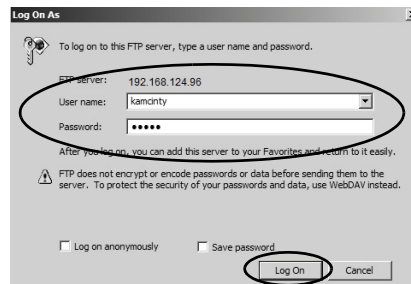 Log On As
To log on to this FTP server, type a user name and password.
FTP server: 192.168.124.96
User name: kamcinty
Password: •••••
After you log on, you can add this server to your Favorites and return to it easily.
FTP does not encrypt or encode passwords or data before sending them to the
server. To protect the security of your passwords and data, use WebDAV instead.
Log on anonymously Save password
Log On Cancel